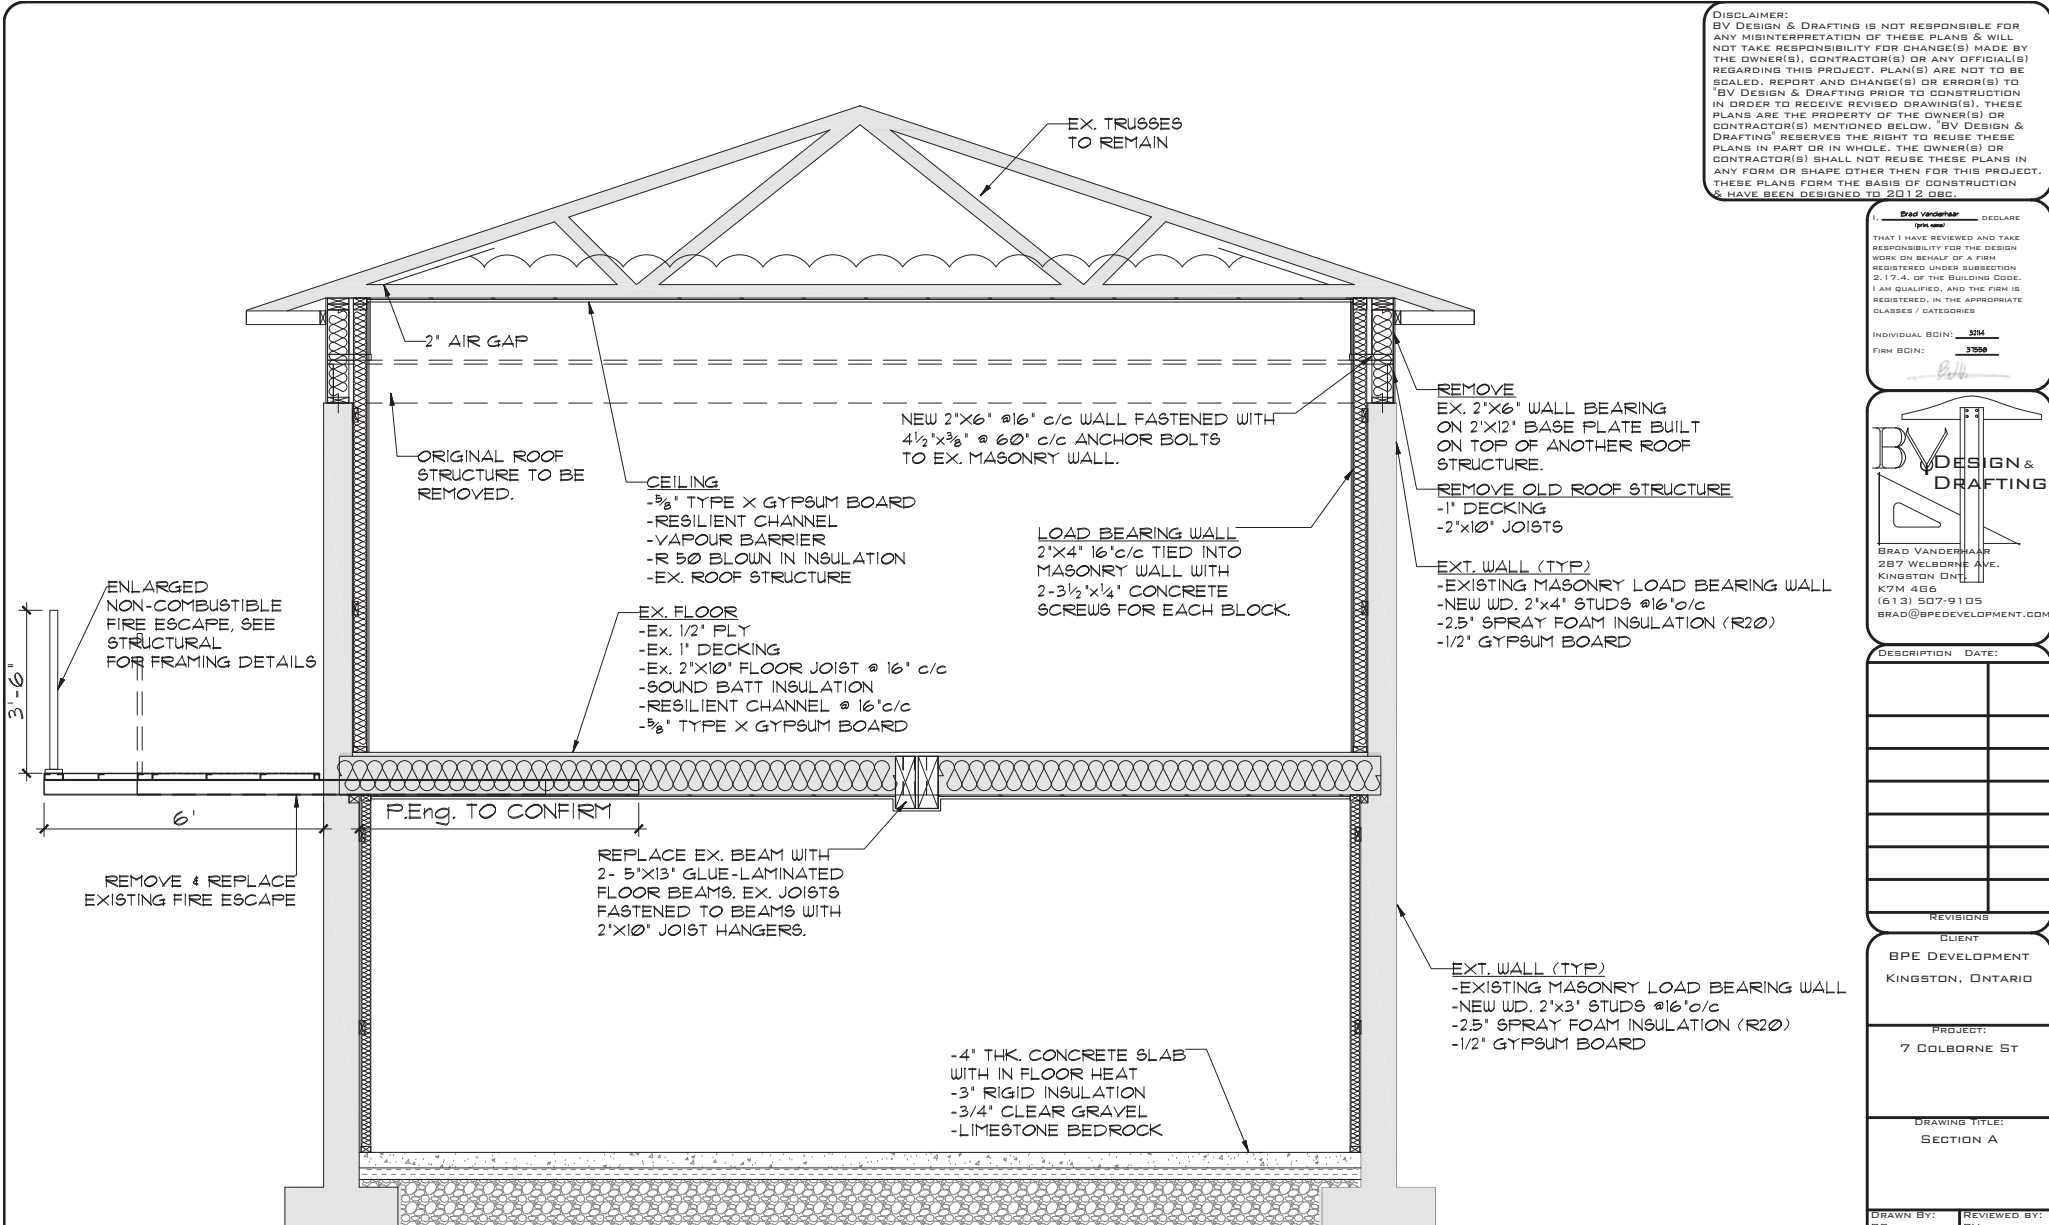 DISCLAIMER:
BV DESIGN & DRAFTING IS NOT RESPONSIBLE FOR
ANY MISINTERPRETATION OF THESE PLANS & WILL
NOT TAKE RESPONSIBILITY FOR CHANGE(S) MADE BY
THE OWNER(S), CONTRACTOR(S) OR ANY OFFICIAL(S)
REGARDING THIS PROJECT. PLAN(S) ARE NOT TO BE
SCALED. REPORT AND CHANGE(S) OR ERROR(S) TO
"BV DESIGN & DRAFTING PRIOR TO CONSTRUCTION
IN ORDER TO RECEIVE REVISED DRAWING(S). THESE
PLANS ARE THE PROPERTY OF THE OWNER(S) OR
CONTRACTOR(S) MENTIONED BELOW. "BV DESIGN &
DRAFTING" RESERVES THE RIGHT TO REUSE THESE
PLANS IN PART OR IN WHOLE. THE OWNER(S) OR
CONTRACTOR(S) SHALL NOT REUSE THESE PLANS IN
ANY FORM OR SHAPE OTHER THEN FOR THIS PROJECT.
THESE PLANS FORM THE BASIS OF CONSTRUCTION
& HAVE BEEN DESIGNED TO 2012 OBC.
I, Brad Vanderhaar DECLARE
(print name)
THAT I HAVE REVIEWED AND TAKE
RESPONSIBILITY FOR THE DESIGN
WORK ON BEHALF OF A FIRM
REGISTERED UNDER SUBSECTION
2.17.4. OF THE BUILDING CODE.
I AM QUALIFIED, AND THE FIRM IS
REGISTERED, IN THE APPROPRIATE
CLASSES / CATEGORIES
INDIVIDUAL BCIN: 32114
FIRM BCIN:
BV DESIGN &
DRAFTING
BRAD VANDERHAAR
287 WELBORNE AVE.
KINGSTON ONT.
K7M 4G6
(613) 507-9105
BRAD@BPEDEVELOPMENT.COM
DESCRIPTION DATE:
REVISIONS
CLIENT
BPE DEVELOPMENT
KINGSTON, ONTARIO
PROJECT:
7 COLBORNE ST
DRAWING TITLE:
SECTION A
DRAWN BY: REVIEWED BY:
EX. TRUSSES
TO REMAIN
2" AIR GAP
ORIGINAL ROOF
STRUCTURE TO BE
REMOVED.
CEILING
-5/8" TYPE X GYPSUM BOARD
-RESILIENT CHANNEL
-VAPOUR BARRIER
-R 50 BLOWN IN INSULATION
-EX. ROOF STRUCTURE
NEW 2"X6" @16" c/c WALL FASTENED WITH
4½"x⅜" @ 60" c/c ANCHOR BOLTS
TO EX. MASONRY WALL.
LOAD BEARING WALL
2"X4" 16"c/c TIED INTO
MASONRY WALL WITH
2-3½"x¼" CONCRETE
SCREWS FOR EACH BLOCK.
REMOVE
EX. 2"X6" WALL BEARING
ON 2'X12" BASE PLATE BUILT
ON TOP OF ANOTHER ROOF
STRUCTURE.
REMOVE OLD ROOF STRUCTURE
-1" DECKING
-2"x10" JOISTS
EXT. WALL (TYP)
-EXISTING MASONRY LOAD BEARING WALL
-NEW WD. 2"x4" STUDS @16"o/c
-2.5" SPRAY FOAM INSULATION (R20)
-1/2" GYPSUM BOARD
ENLARGED
NON-COMBUSTIBLE
FIRE ESCAPE, SEE
STRUCTURAL
FOR FRAMING DETAILS
3'-6"
EX. FLOOR
-Ex. 1/2" PLY
-Ex. 1" DECKING
-Ex. 2"X10" FLOOR JOIST @ 16" c/c
-SOUND BATT INSULATION
-RESILIENT CHANNEL @ 16"c/c
-5/8" TYPE X GYPSUM BOARD
6'
P.Eng. TO CONFIRM
REMOVE & REPLACE
EXISTING FIRE ESCAPE
REPLACE EX. BEAM WITH
2- 5"X13" GLUE-LAMINATED
FLOOR BEAMS. EX. JOISTS
FASTENED TO BEAMS WITH
2"X10" JOIST HANGERS.
EXT. WALL (TYP)
-EXISTING MASONRY LOAD BEARING WALL
-NEW WD. 2"x3" STUDS @16"o/c
-2.5" SPRAY FOAM INSULATION (R20)
-1/2" GYPSUM BOARD
-4" THK. CONCRETE SLAB
WITH IN FLOOR HEAT
-3" RIGID INSULATION
-3/4" CLEAR GRAVEL
-LIMESTONE BEDROCK